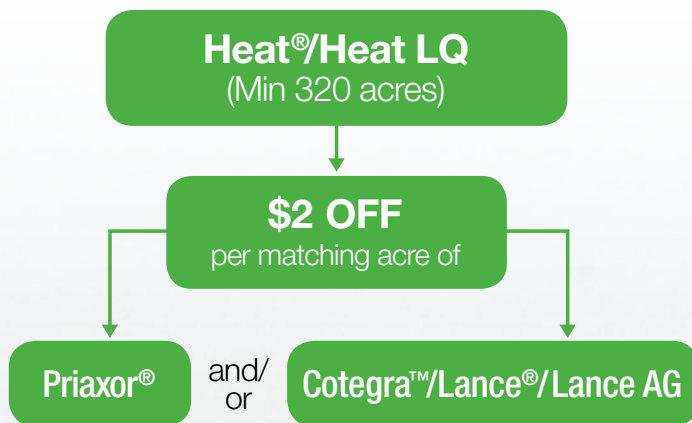 Heat®/Heat LQ
(Min 320 acres)
$2 OFF
per matching acre of
Priaxor®
and/
or
Cotegra™/Lance®/Lance AG